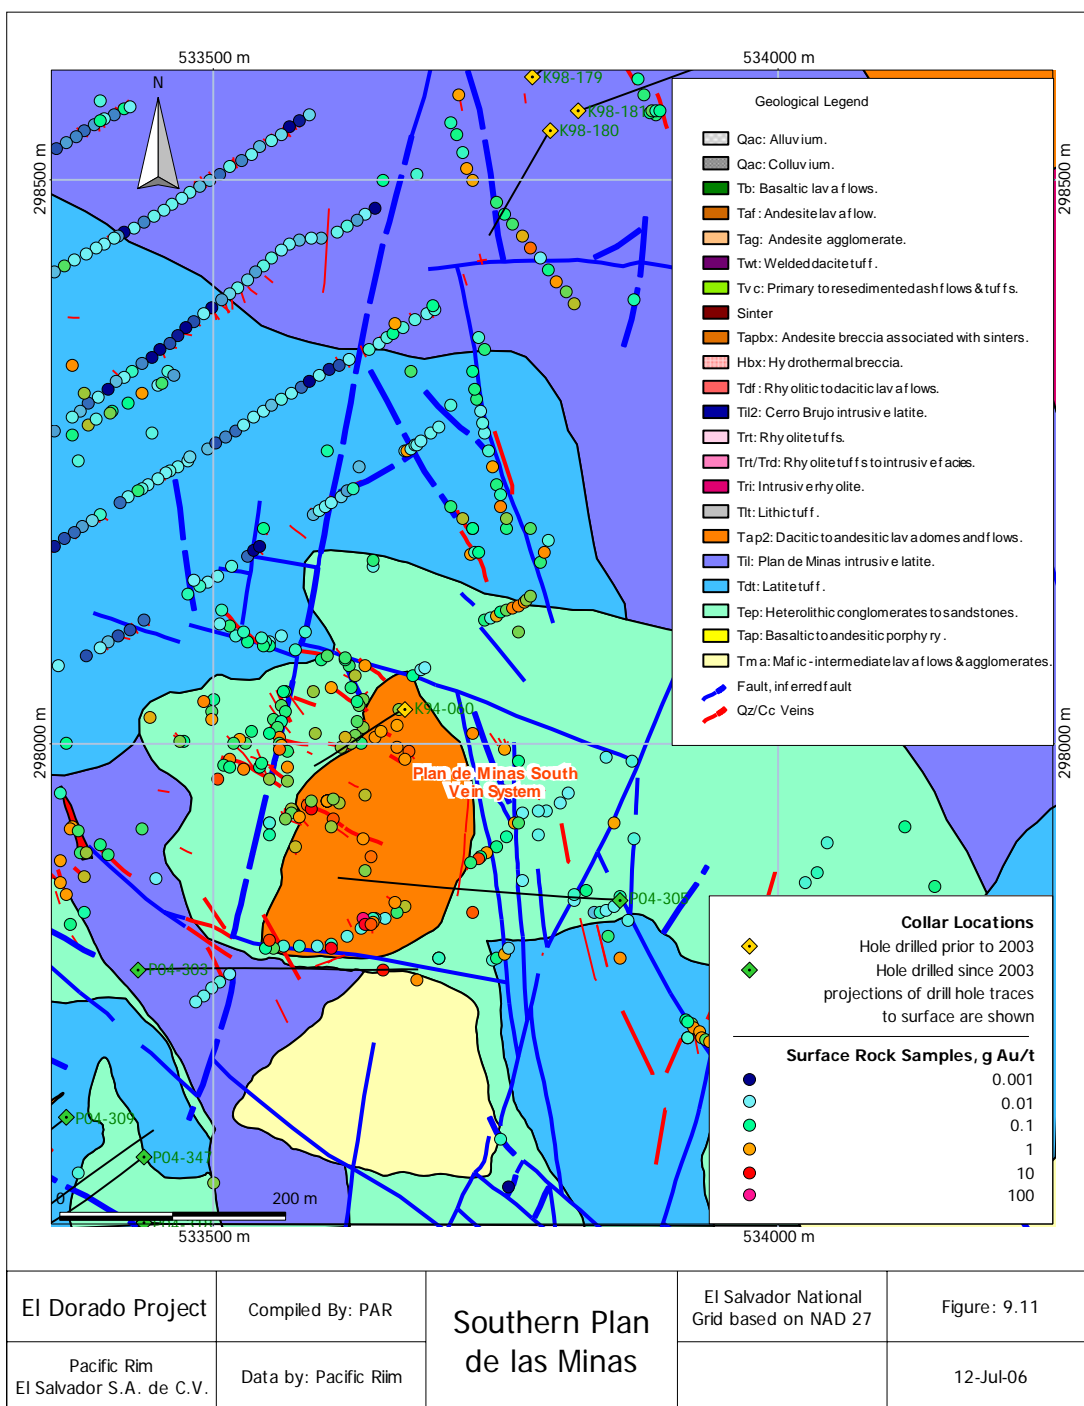 533500 m
534000 m
N
K98-179
K98-181
K98-180
298500 m
298500 m
Geological Legend
Qac: Alluvium.
Qac: Colluvium.
Tb: Basaltic lava flows.
Taf: Andesite lava flow.
Tag: Andesite agglomerate.
Twt: Welded dacite tuff.
Tvc: Primary to resedimented ash flows & tuffs.
Sinter
Tapbx: Andesite breccia associated with sinters.
Hbx: Hydrothermal breccia.
Tdf: Rhyolitic to dacitic lava flows.
Til2: Cerro Brujo intrusive latite.
Trt: Rhyolite tuffs.
Trt/Trd: Rhyolite tuffs to intrusive facies.
Tri: Intrusive rhyolite.
Tlt: Lithic tuff.
Tap2: Dacitic to andesitic lava domes and flows.
Til: Plan de Minas intrusive latite.
Tdt: Latite tuff.
Tep: Heterolithic conglomerates to sandstones.
Tap: Basaltic to andesitic porphyry.
Tma: Mafic-intermediate lava flows & agglomerates.
Fault, inferred fault
Qz/Cc Veins
K94-060
298000 m
298000 m
Plan de Minas South
Vein System
P04-305
P04-303
P04-309
P04-347
Collar Locations
Hole drilled prior to 2003
Hole drilled since 2003
projections of drill hole traces
to surface are shown
Surface Rock Samples, g Au/t
0.001
0.01
0.1
1
10
100
0
200 m
533500 m
534000 m
El Dorado Project
Compiled By: PAR
Southern Plan
de las Minas
El Salvador National
Grid based on NAD 27
Figure: 9.11
Pacific Rim
El Salvador S.A. de C.V.
Data by: Pacific Riim
12-Jul-06